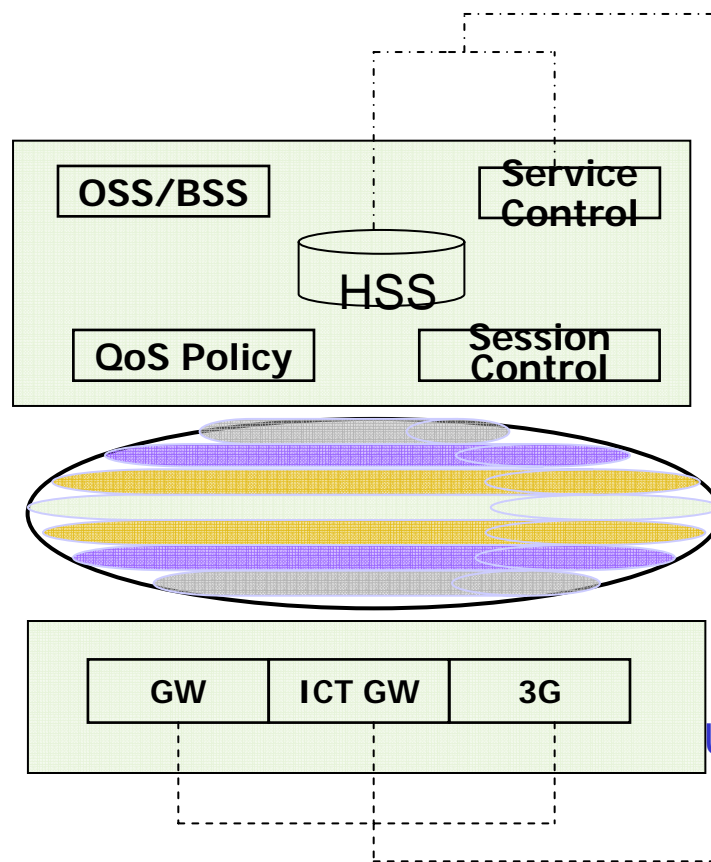 OSS/BSS
Service
Control
HSS
QoS Policy
Session
Control
GW
ICT GW
3G